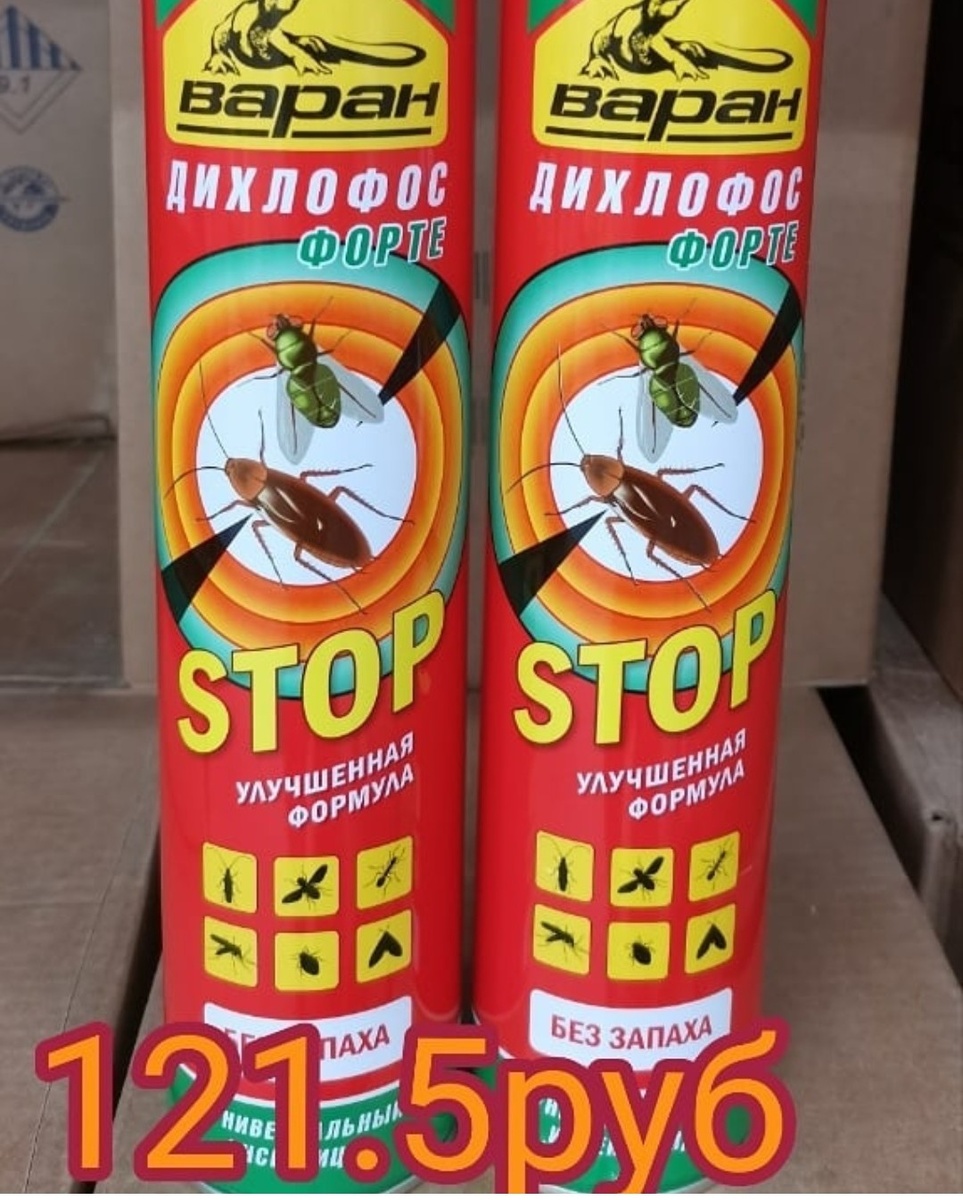 варан
ДИХЛОФОС
ФОРТЕ
STOP
УЛУЧШЕННАЯ
ФОРМУЛА
варан
ДИХЛОФОС
ФОРТЕ
STOP
УЛУЧШЕННАЯ
ФОРМУЛА
БЕЗ ЗАПАХА
121.5руб